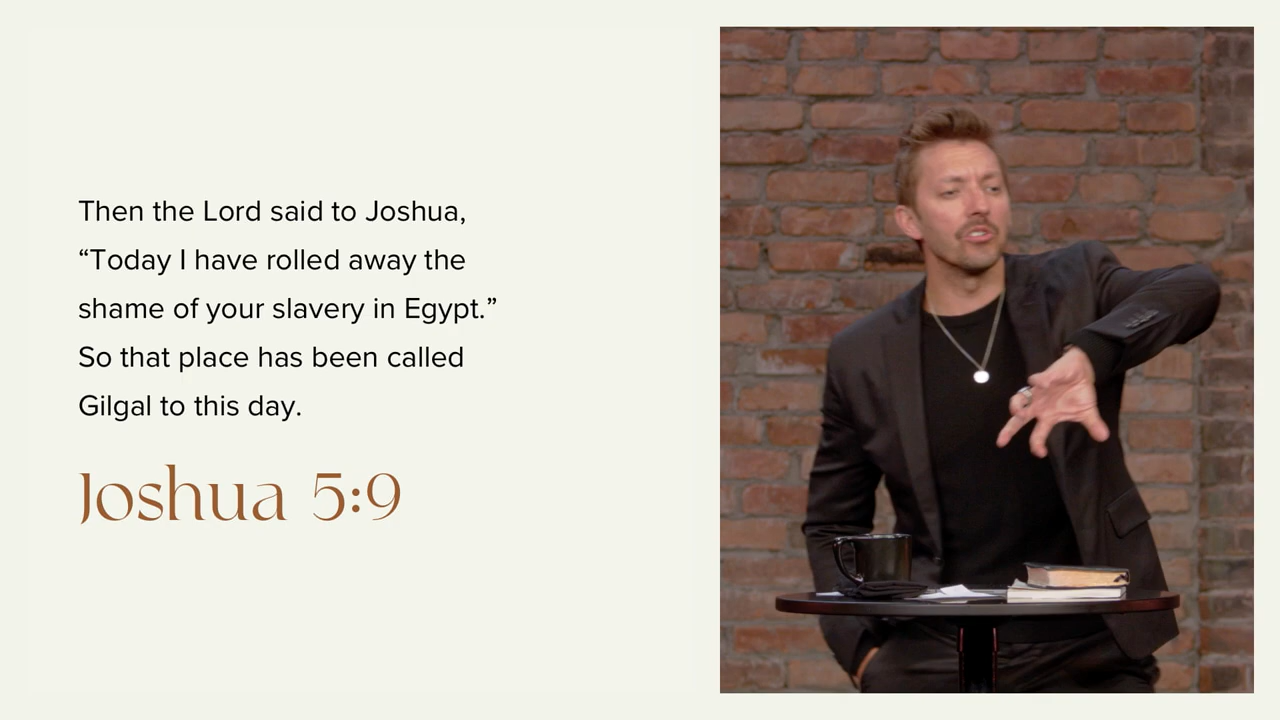 Then the Lord said to Joshua,
“Today I have rolled away the
shame of your slavery in Egypt.”
So that place has been called
Gilgal to this day.
Joshua 5:9